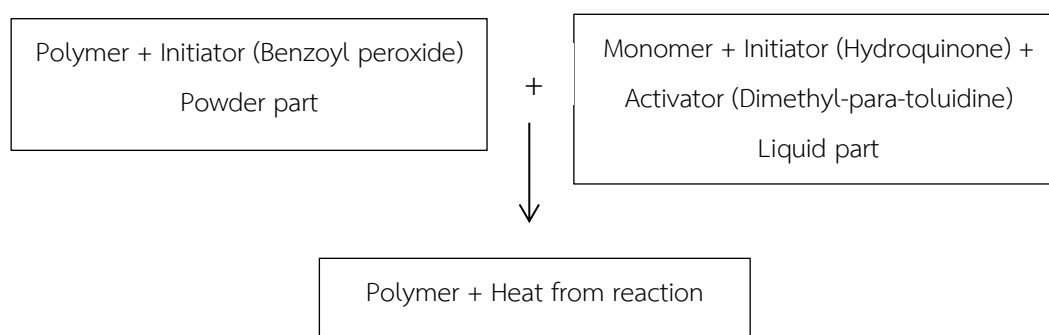 Polymer + Initiator (Benzoyl peroxide)
Powder part
+
Monomer + Initiator (Hydroquinone) +
Activator (Dimethyl-para-toluidine)
Liquid part
Polymer + Heat from reaction